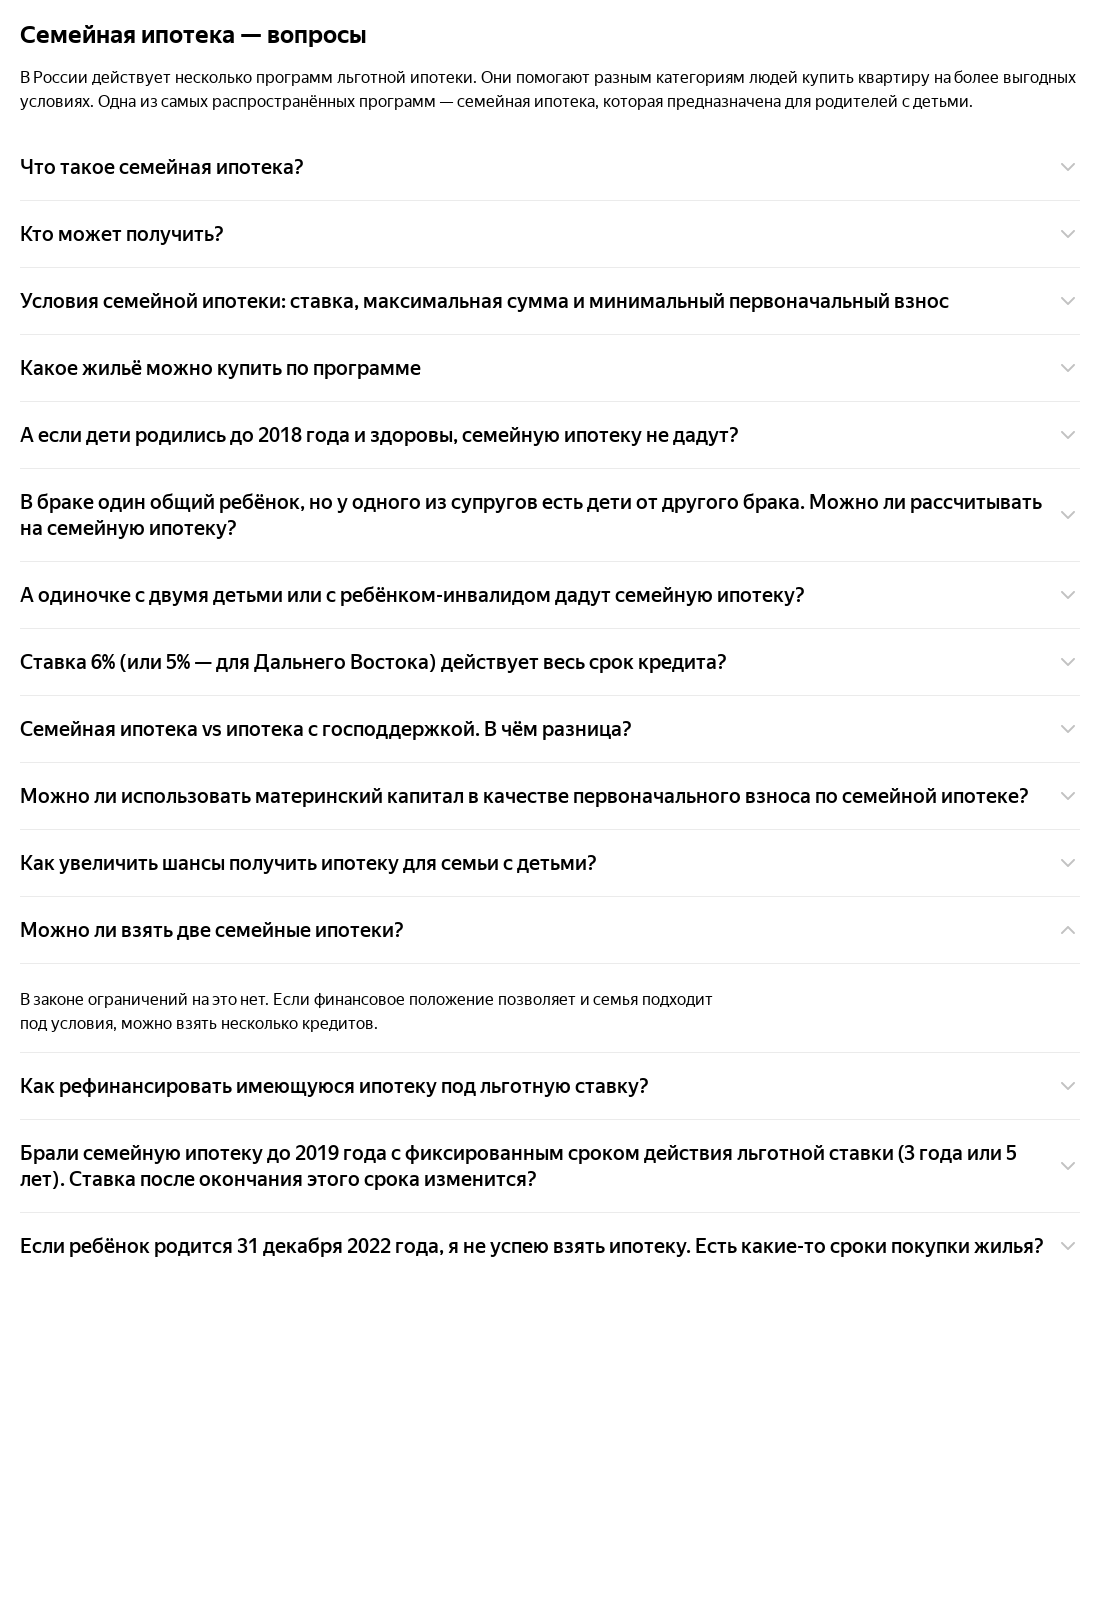 Семейная ипотека — вопросы
В России действует несколько программ льготной ипотеки. Они помогают разным категориям людей купить квартиру на более выгодных
условиях. Одна из самых распространённых программ — семейная ипотека, которая предназначена для родителей с детьми.
Что такое семейная ипотека?
Кто может получить?
Условия семейной ипотеки: ставка, максимальная сумма и минимальный первоначальный взнос
Какое жильё можно купить по программе
А если дети родились до 2018 года и здоровы, семейную ипотеку не дадут?
В браке один общий ребёнок, но у одного из супругов есть дети от другого брака. Можно ли рассчитывать
на семейную ипотеку?
А одиночке с двумя детьми или с ребёнком-инвалидом дадут семейную ипотеку?
Ставка 6% (или 5% — для Дальнего Востока) действует весь срок кредита?
Семейная ипотека vs ипотека с господдержкой. В чём разница?
Можно ли использовать материнский капитал в качестве первоначального взноса по семейной ипотеке?
Как увеличить шансы получить ипотеку для семьи с детьми?
Можно ли взять две семейные ипотеки?
В законе ограничений на это нет. Если финансовое положение позволяет и семья подходит
под условия, можно взять несколько кредитов.
Как рефинансировать имеющуюся ипотеку под льготную ставку?
Брали семейную ипотеку до 2019 года с фиксированным сроком действия льготной ставки (3 года или 5
лет). Ставка после окончания этого срока изменится?
Если ребёнок родится 31 декабря 2022 года, я не успею взять ипотеку. Есть какие-то сроки покупки жилья?